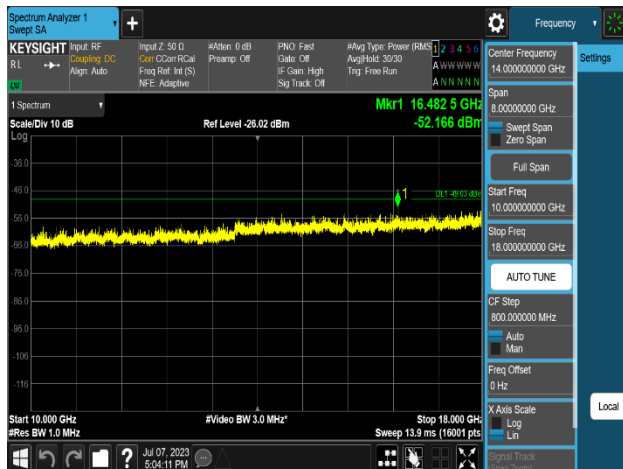 Spectrum Analyzer 1
Swept SA
Frequency
KEYSIGHT
Input: RF
Input Z: 50 Ω
#Atten: 0 dB
PNO: Fast
#Avg Type: Power (RMS
1 2 3 4 5 6
R L
Coupling: DC
Corr CCorr RCal
Preamp: Off
Gate: Off
Avg|Hold: 30/30
A W W W W W
Align: Auto
Freq Ref: Int (S)
IF Gain: High
Trig: Free Run
NFE: Adaptive
Sig Track: Off
A N N N N N
1 Spectrum
Mkr1 16.482 5 GHz
Scale/Div 10 dB
Ref Level -26.02 dBm
-52.166 dBm
Log
-36.0
-46.0
-56.0
-66.0
-76.0
-86.0
-96.0
-106
-116
1
DL1 -49.03 dBm
Start 10.000 GHz
#Video BW 3.0 MHz*
Stop 18.000 GHz
#Res BW 1.0 MHz
Sweep 13.9 ms (16001 pts)
Jul 07, 2023
5:04:11 PM
Center Frequency
14.000000000 GHz
Settings
Span
8.00000000 GHz
Swept Span
Zero Span
Full Span
Start Freq
10.000000000 GHz
Stop Freq
18.000000000 GHz
AUTO TUNE
CF Step
800.000000 MHz
Auto
Man
Freq Offset
0 Hz
X Axis Scale
Log
Lin
Local
Signal Track